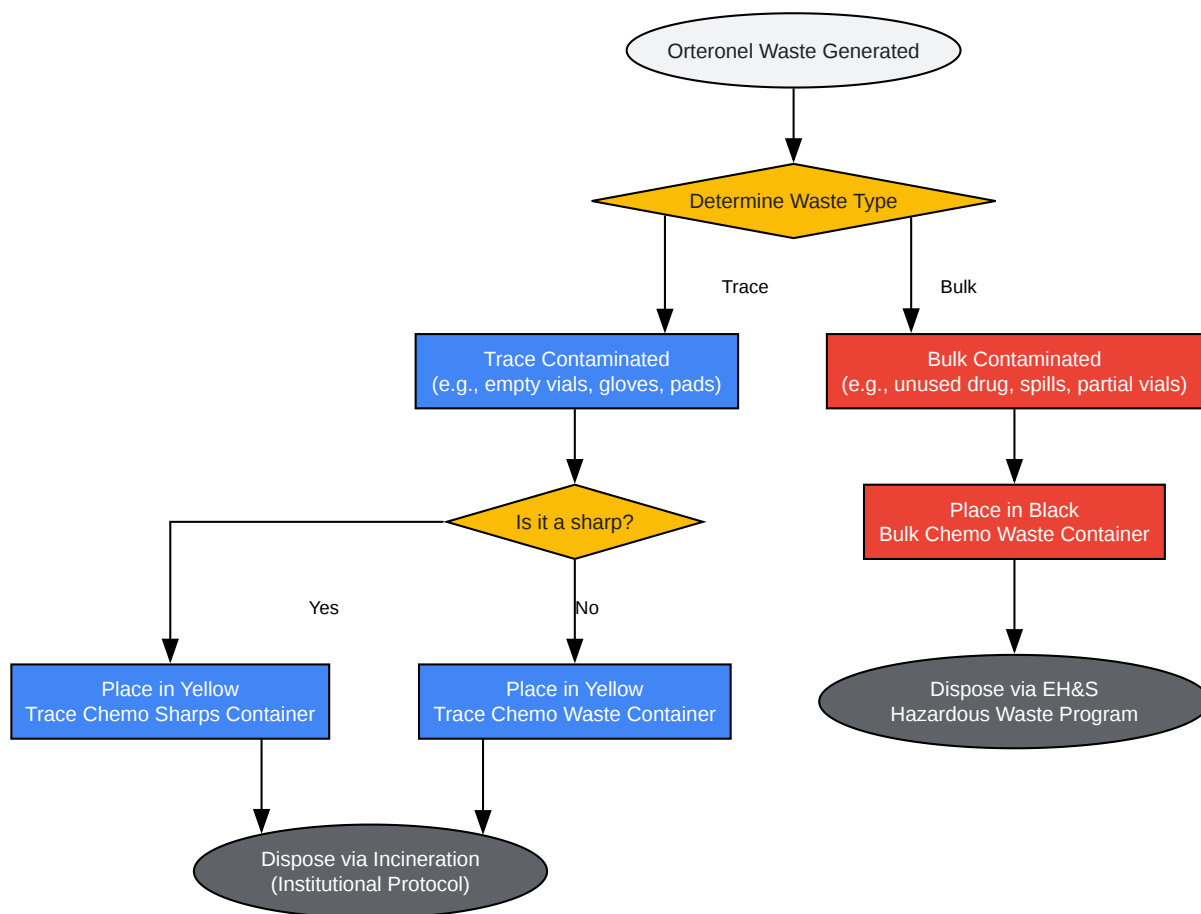 Orteronel Waste Generated
Determine Waste Type
Trace
Bulk
Trace Contaminated
(e.g., empty vials, gloves, pads)
Bulk Contaminated
(e.g., unused drug, spills, partial vials)
Is it a sharp?
Place in Black
Bulk Chemo Waste Container
Yes
No
Place in Yellow
Trace Chemo Sharps Container
Place in Yellow
Trace Chemo Waste Container
Dispose via EH&S
Hazardous Waste Program
Dispose via Incineration
(Institutional Protocol)